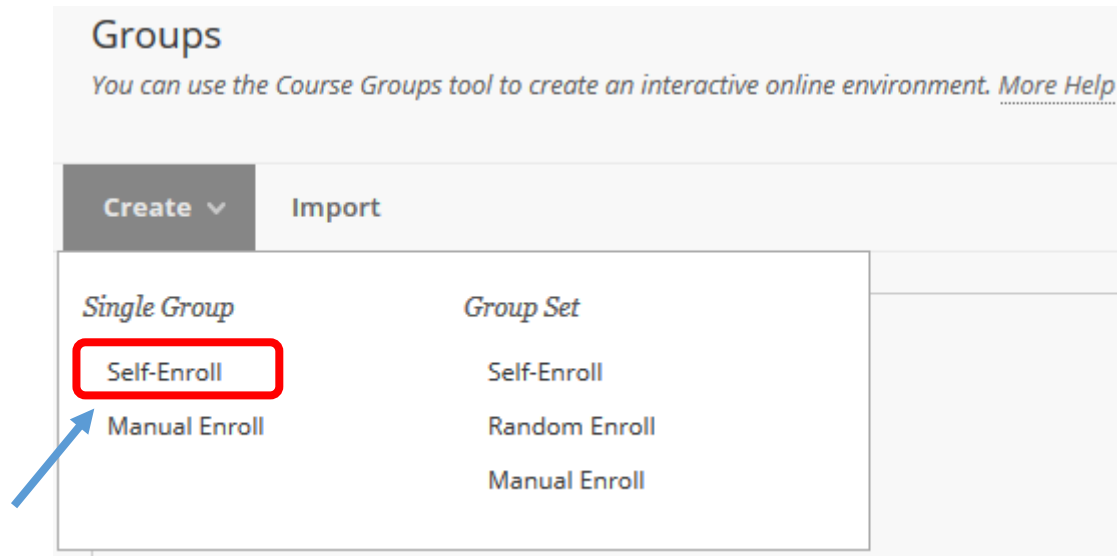 Groups
You can use the Course Groups tool to create an interactive online environment. More Help
Create Import
Single Group
Self-Enroll
Manual Enroll
Group Set
Self-Enroll
Random Enroll
Manual Enroll